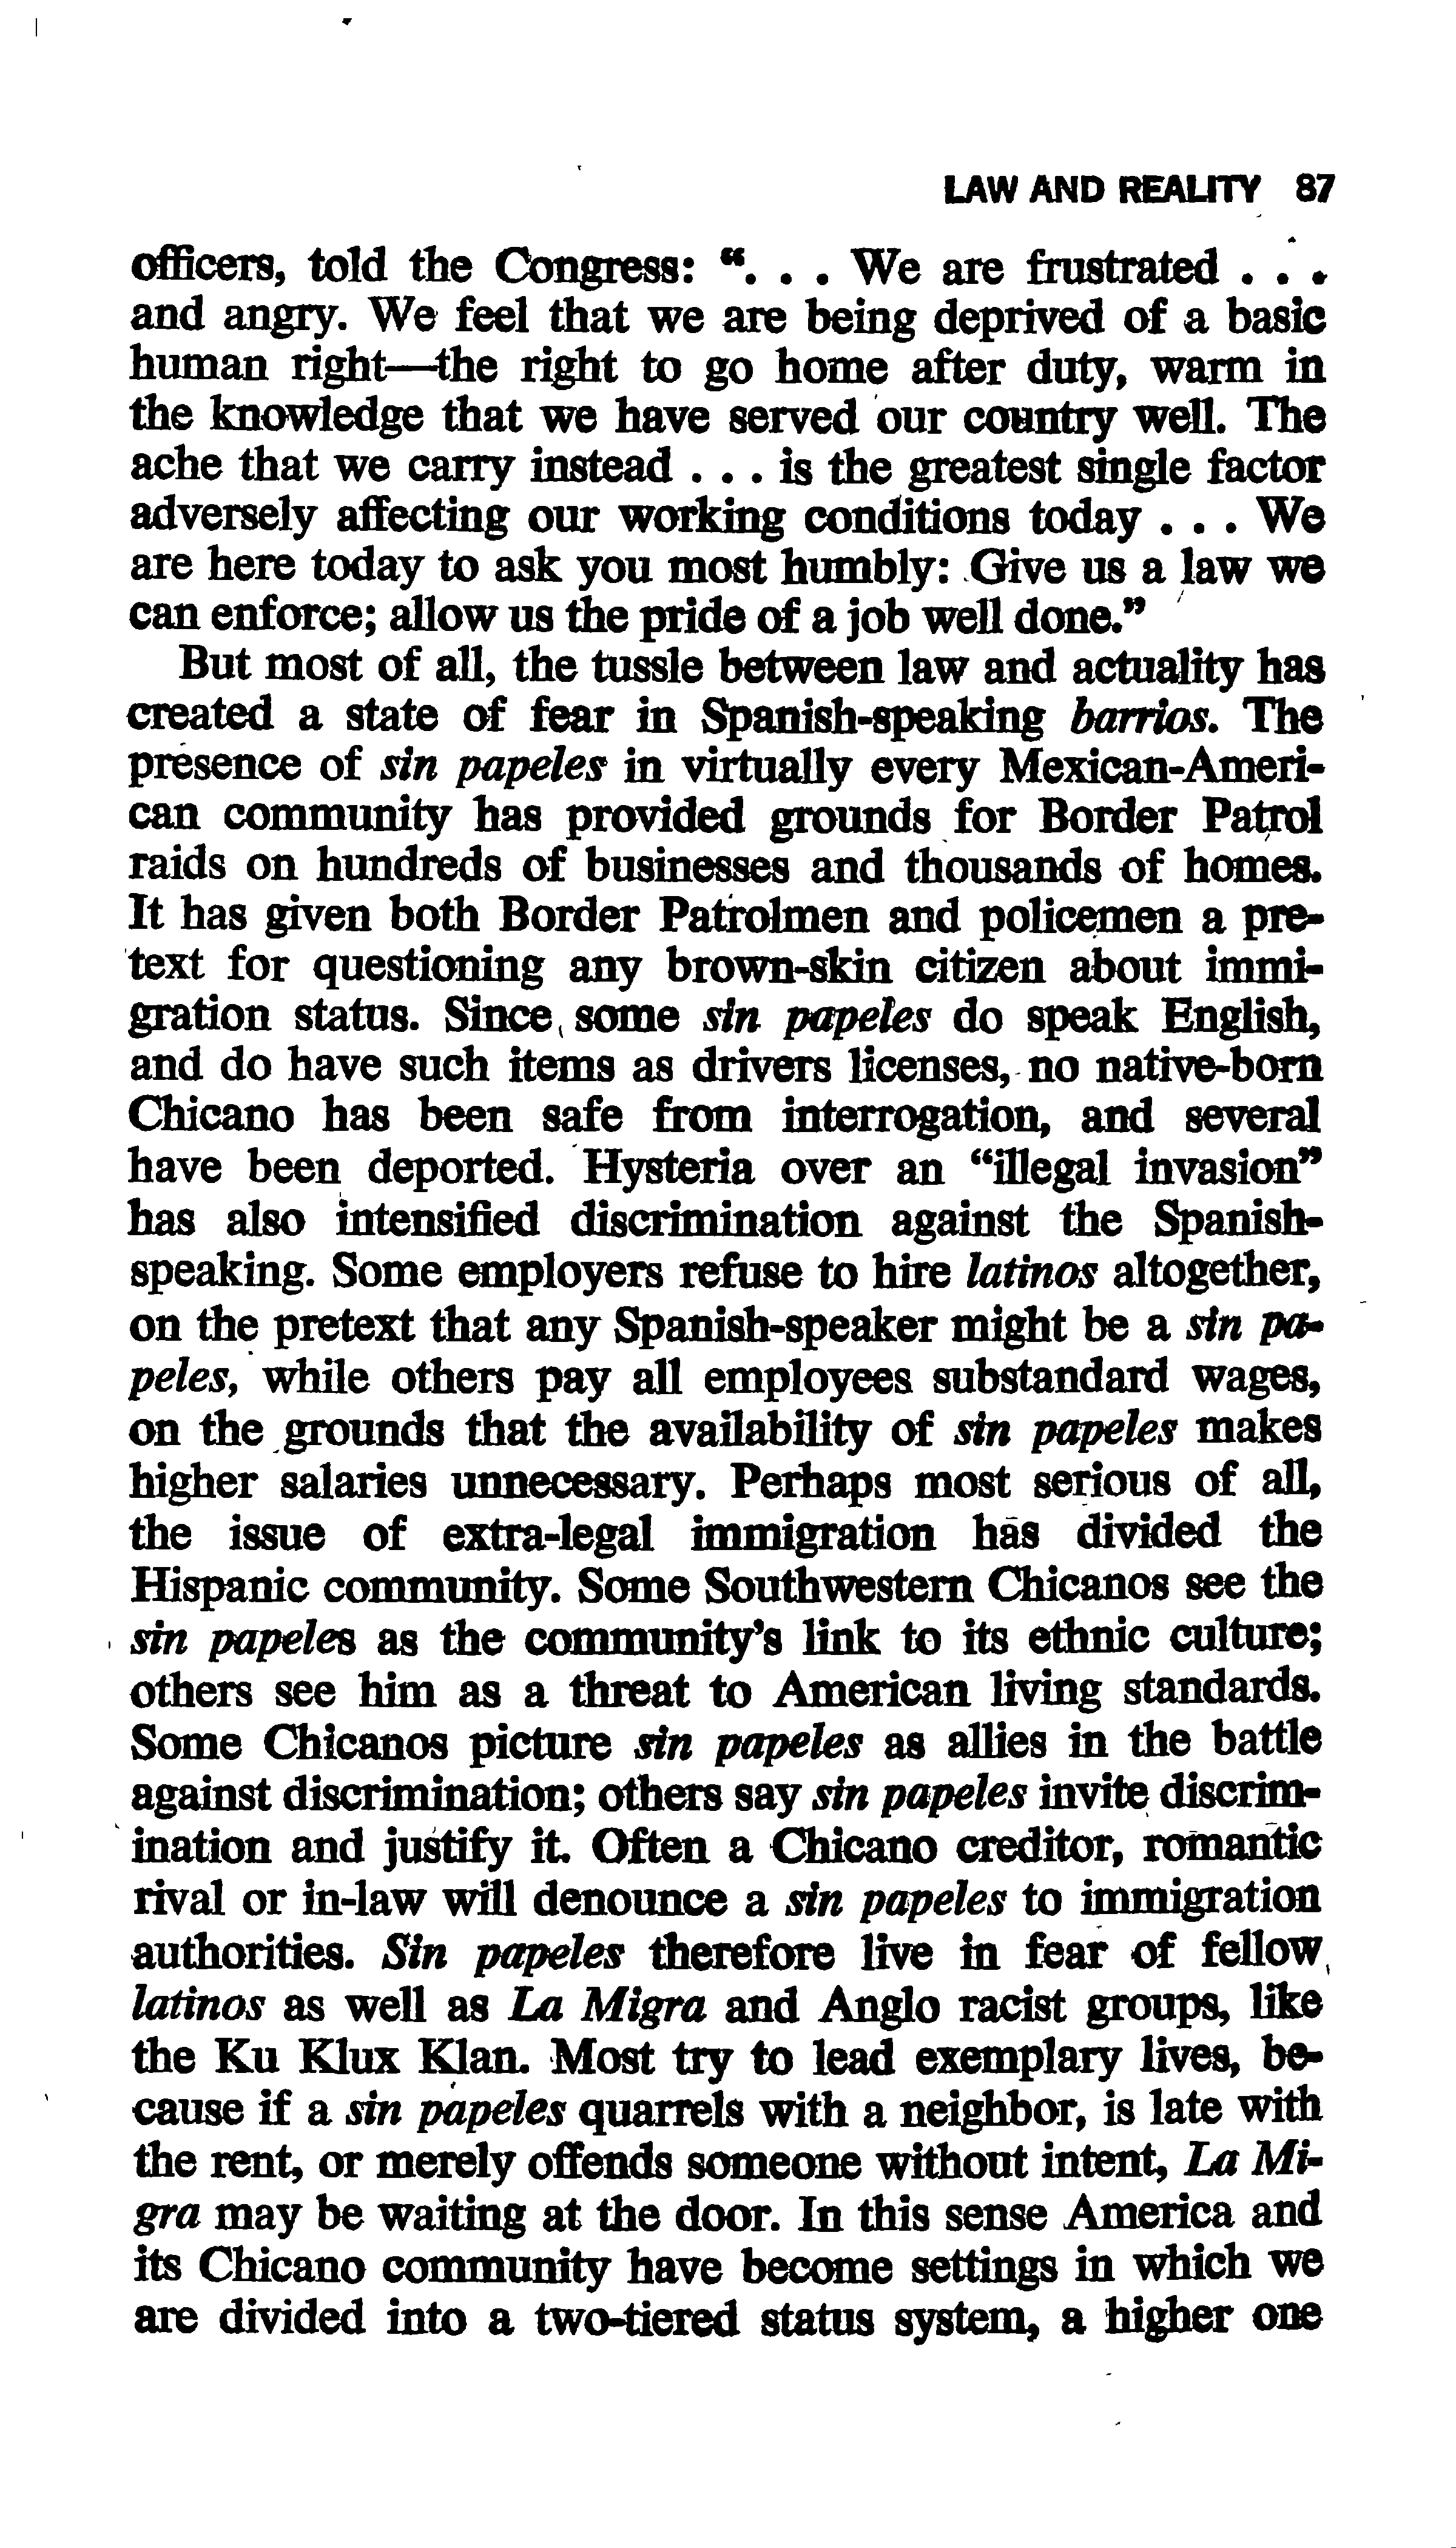 LAW AND REALITY 87
officers, told the Congress: ". . . We are frustrated . . .
and angry. We feel that we are being deprived of a basic
human right—the right to go home after duty, warm in
the knowledge that we have served our country well. The
ache that we carry instead . . . is the greatest single factor
adversely affecting our working conditions today . . . We
are here today to ask you most humbly: Give us a law we
can enforce; allow us the pride of a job well done."
But most of all, the tussle between law and actuality has
created a state of fear in Spanish-speaking barrios. The
presence of sin papeles in virtually every Mexican-Ameri-
can community has provided grounds for Border Patrol
raids on hundreds of businesses and thousands of homes.
It has given both Border Patrolmen and policemen a pre-
text for questioning any brown-skin citizen about immi-
gration status. Since some sin papeles do speak English,
and do have such items as drivers licenses, no native-born
Chicano has been safe from interrogation, and several
have been deported. Hysteria over an "illegal invasion"
has also intensified discrimination against the Spanish-
speaking. Some employers refuse to hire latinos altogether,
on the pretext that any Spanish-speaker might be a sin pa-
peles, while others pay all employees substandard wages,
on the grounds that the availability of sin papeles makes
higher salaries unnecessary. Perhaps most serious of all,
the issue of extra-legal immigration has divided the
Hispanic community. Some Southwestern Chicanos see the
sin papeles as the community's link to its ethnic culture;
others see him as a threat to American living standards.
Some Chicanos picture sin papeles as allies in the battle
against discrimination; others say sin papeles invite discrim-
ination and justify it. Often a Chicano creditor, romantic
rival or in-law will denounce a sin papeles to immigration
authorities. Sin papeles therefore live in fear of fellow
latinos as well as La Migra and Anglo racist groups, like
the Ku Klux Klan. Most try to lead exemplary lives, be-
cause if a sin papeles quarrels with a neighbor, is late with
the rent, or merely offends someone without intent, La Mi-
gra may be waiting at the door. In this sense America and
its Chicano community have become settings in which we
are divided into a two-tiered status system, a higher one